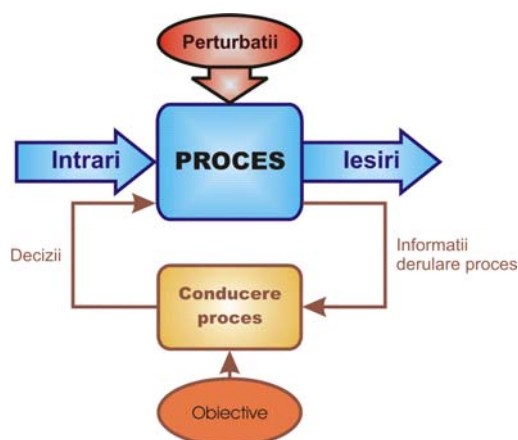 Perturbatii
Intrari
PROCES
Iesiri
Decizii
Informatii
derulare proces
Conducere
proces
Obiective